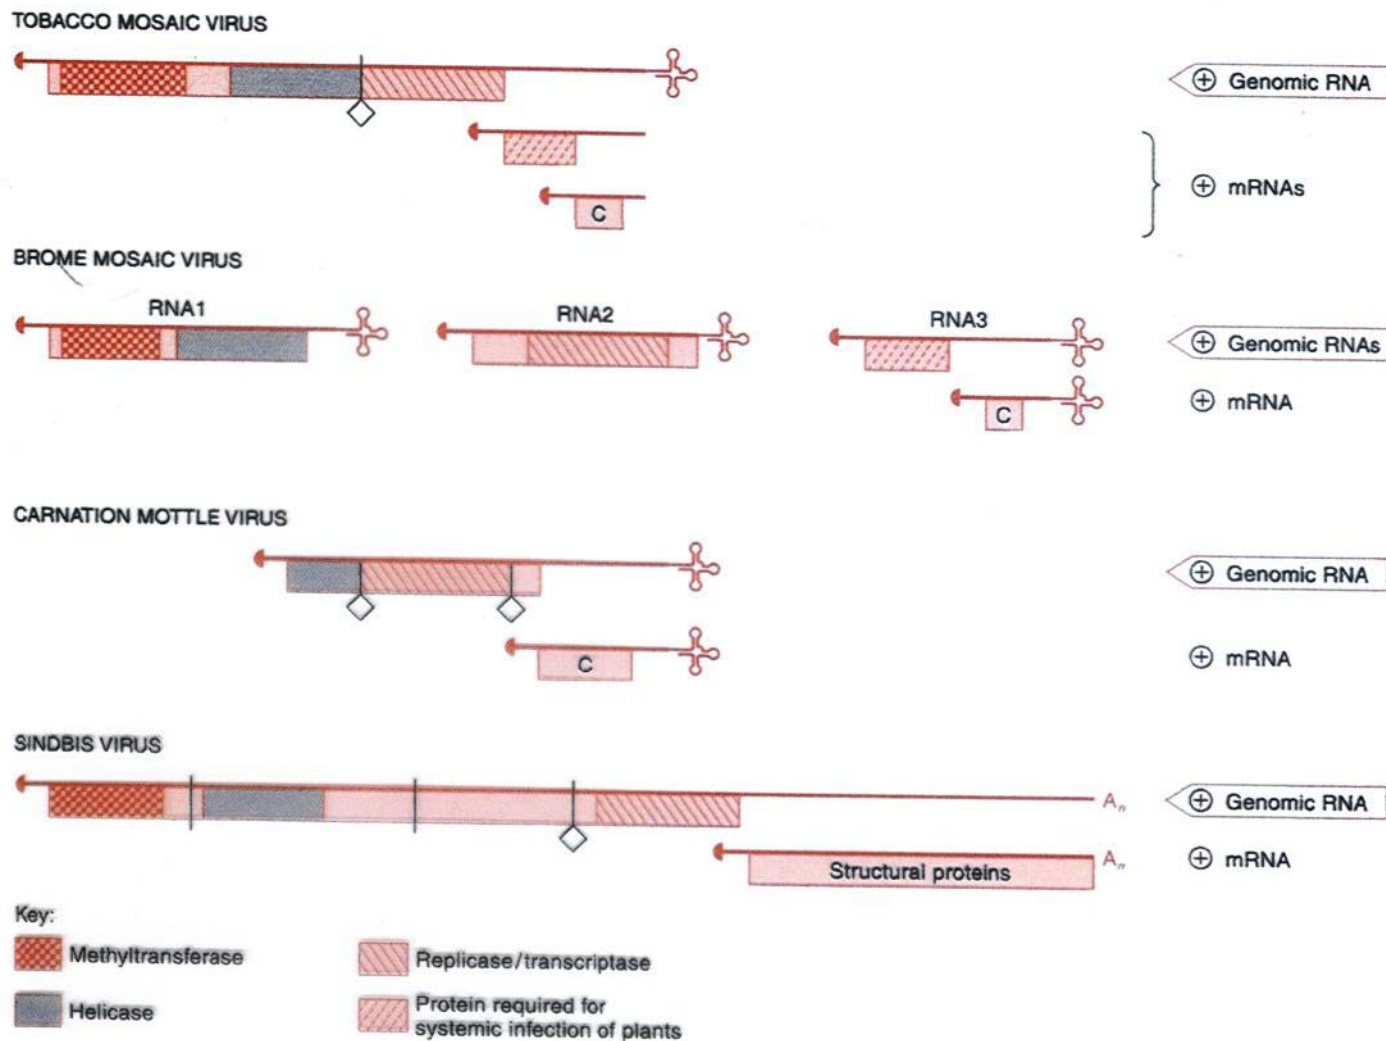 TOBACCO MOSAIC VIRUS
⊕ Genomic RNA
⊕ mRNAs
C
BROME MOSAIC VIRUS
RNA1
RNA2
RNA3
⊕ Genomic RNAs
⊕ mRNA
C
CARNATION MOTTLE VIRUS
⊕ Genomic RNA
C
⊕ mRNA
SINDBIS VIRUS
Aₙ
⊕ Genomic RNA
Structural proteins
Aₙ
⊕ mRNA
Key:
Methyltransferase
Replicase/transcriptase
Helicase
Protein required for
systemic infection of plants